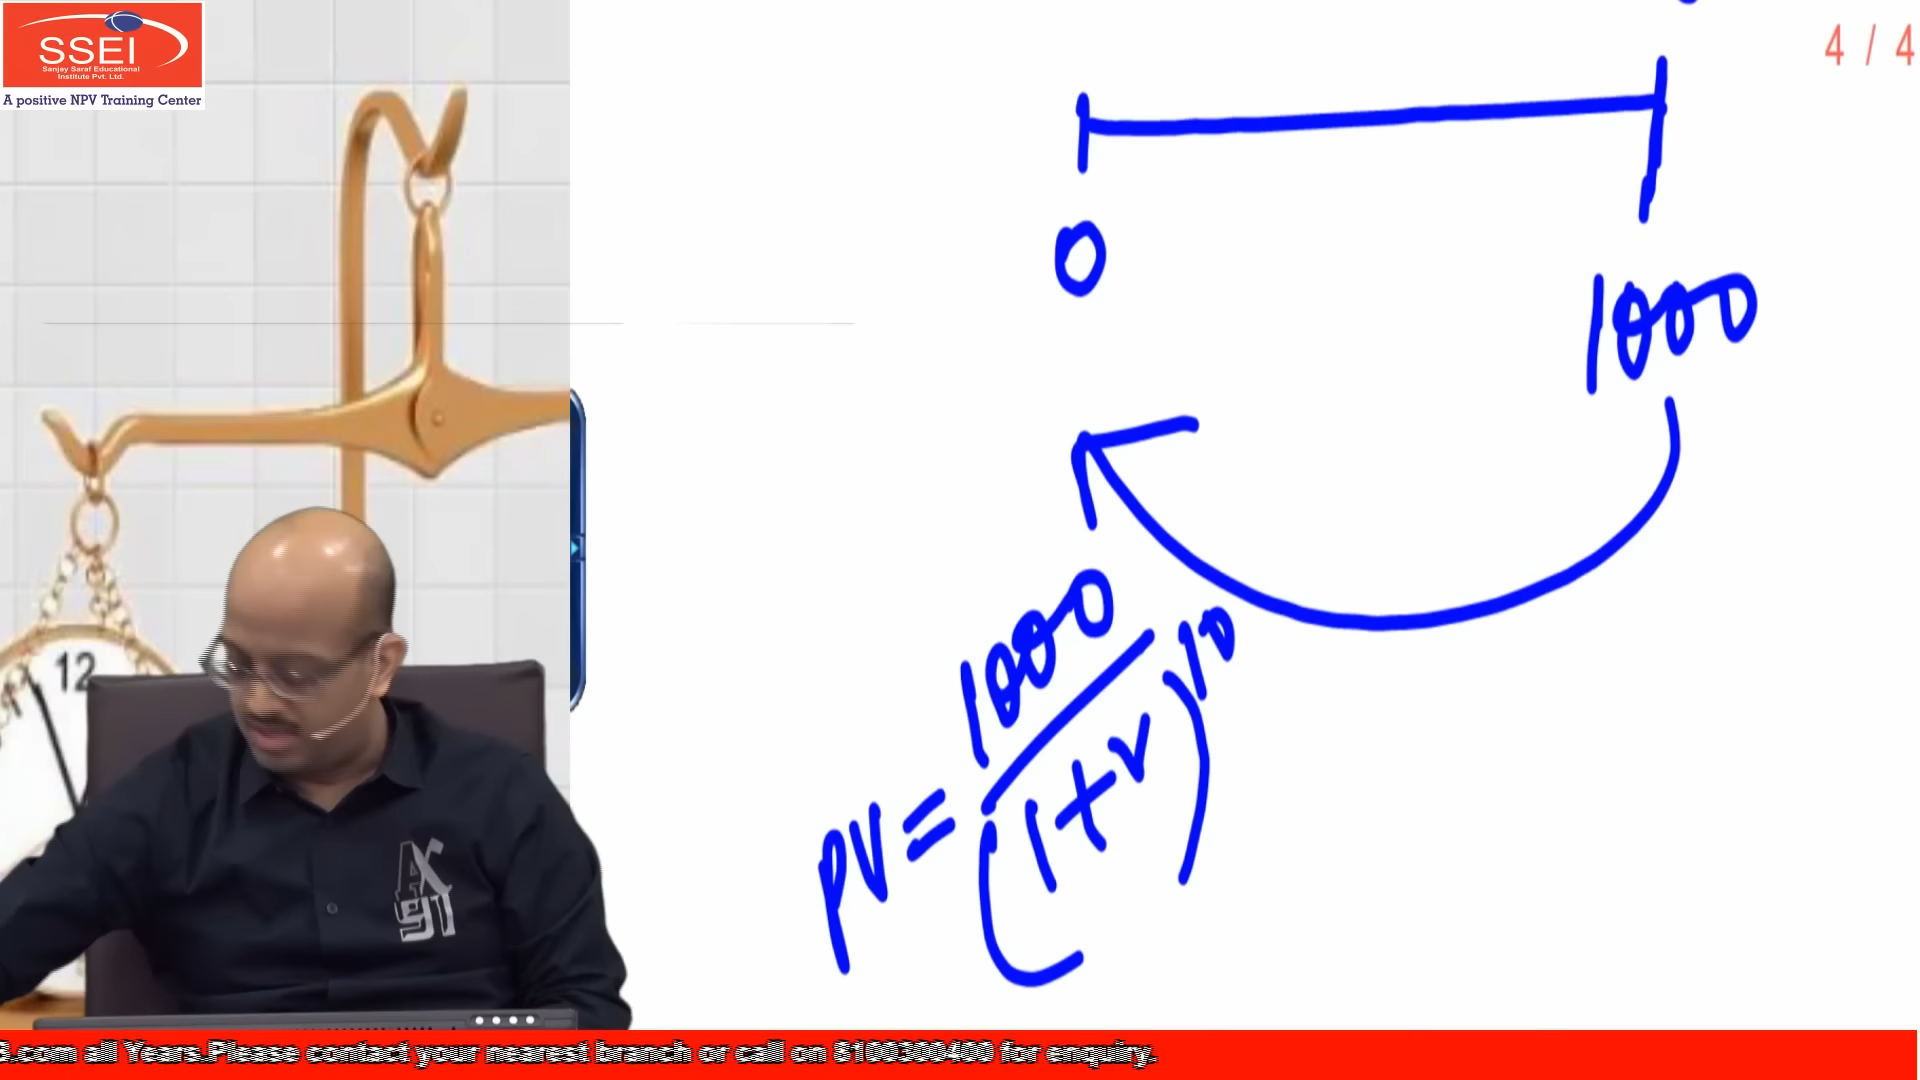 SSEI
Sanjay Saraf Educational
Institute Pvt. Ltd.
A positive NPV Training Center
4 / 4
0
1000
PV = 1000
(1+r)^10
12
.com all Years.Please contact your nearest branch or call on for enquiry.